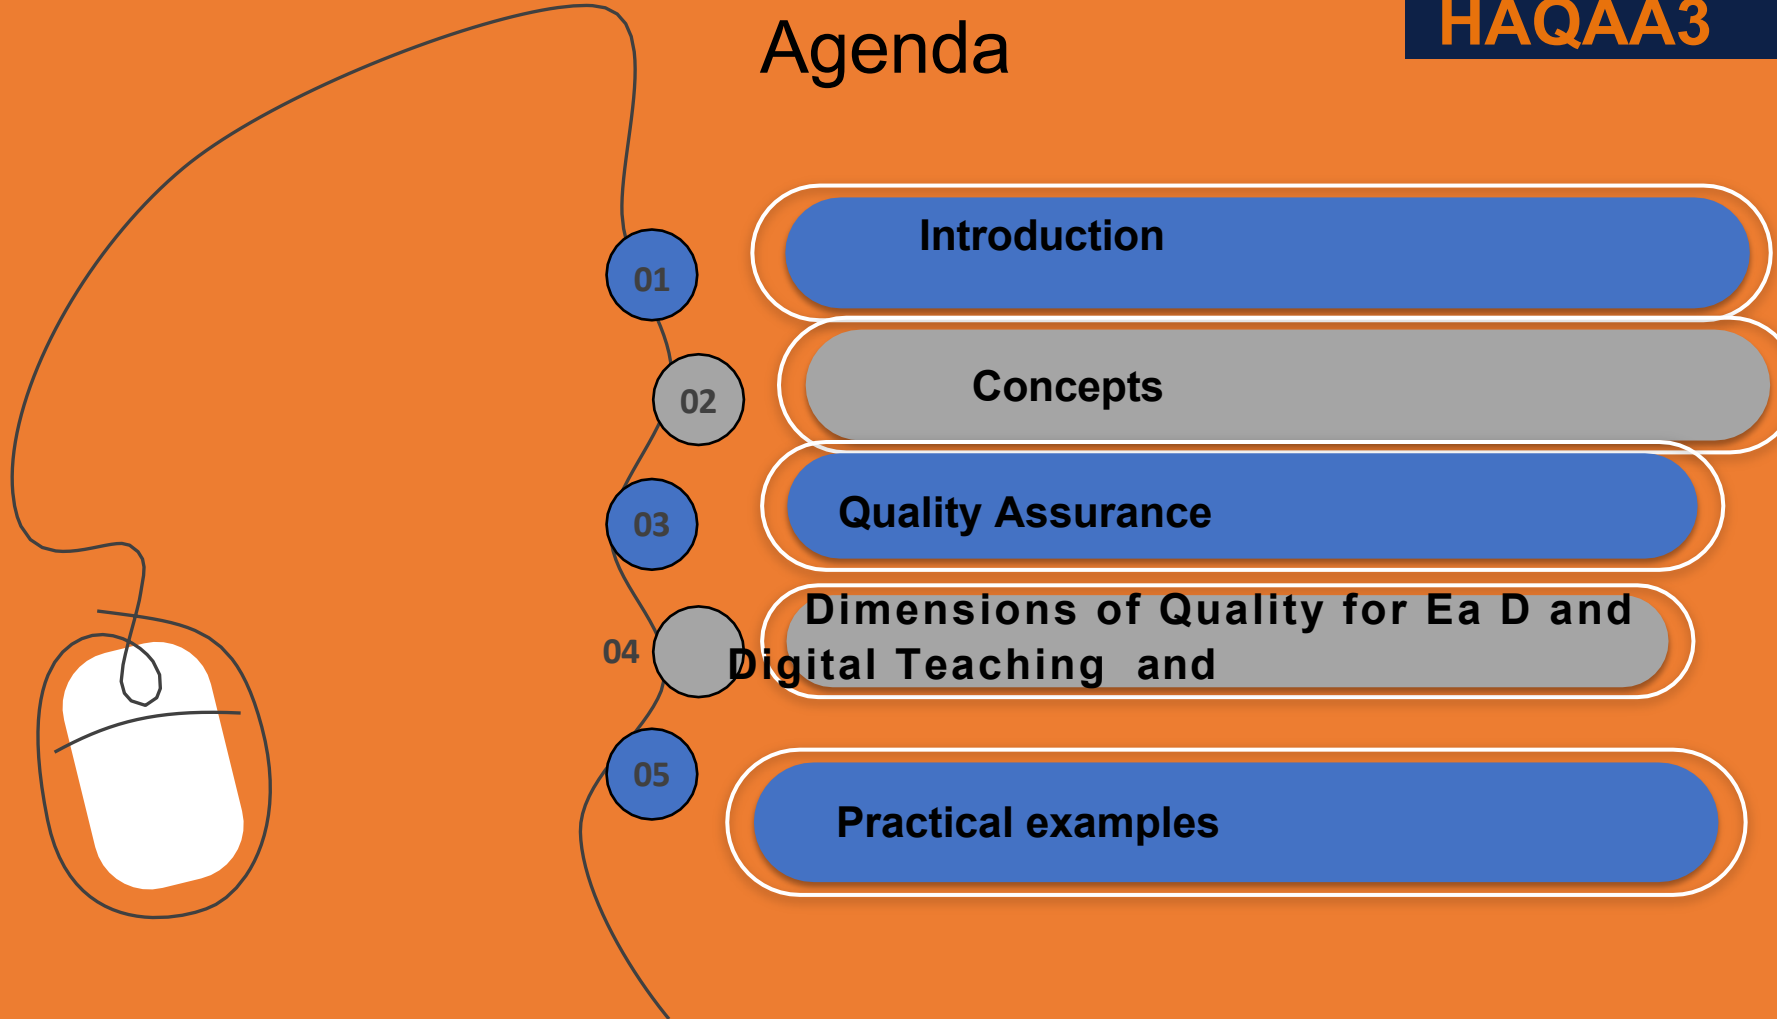 Agenda
HAQAA3
01
Introduction
02
Concepts
03
Quality Assurance
04
Dimensions of Quality for Ea D and
Digital Teaching and
05
Practical examples